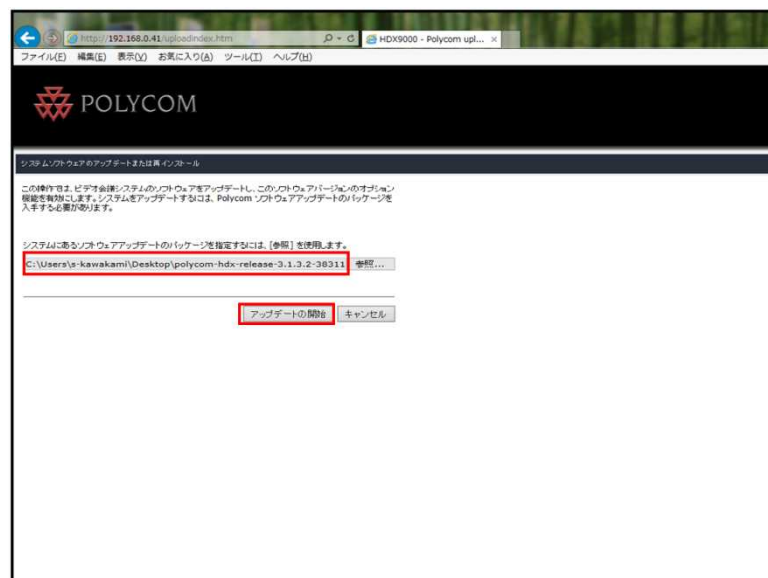 http://192.168.0.41/uploadindex.htm
HDX9000 - Polycom upl... ×
ファイル(F) 編集(E) 表示(V) お気に入り(A) ツール(T) ヘルプ(H)
POLYCOM
システムソフトウェアのアップデートまたは再インストール
この操作では、ビデオ会議システムのソフトウェアをアップデートし、このソフトウェアバージョンのオプション
機能を有効にします。システムをアップデートするには、Polycom ソフトウェアアップデートのパッケージを
入手する必要があります。
システムにあるソフトウェアアップデートのパッケージを指定するには、[参照] を使用します。
C:\Users\s-kawakami\Desktop\polycom-hdx-release-3.1.3.2-38311 参照...
アップデートの開始 キャンセル